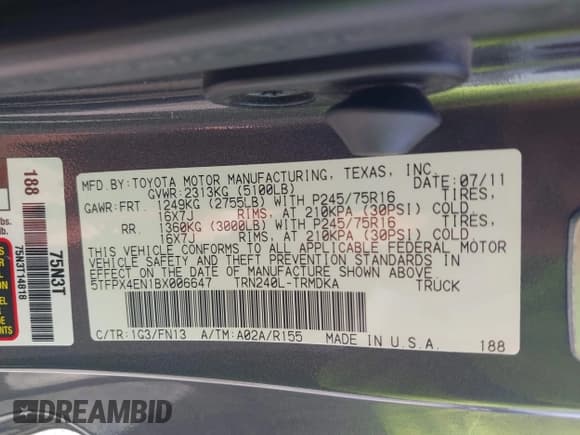 MFD.BY:TOYOTA MOTOR MANUFACTURING, TEXAS, INC.
GVWR:2313KG (5100LB) DATE:07/11
GAWR:FRT. 1249KG (2755LB) WITH P245/75R16 TIRES,
16X7J RIMS, AT 210KPA (30PSI) COLD
RR. 1360KG (3000LB) WITH P245/75R16 TIRES,
16X7J RIMS, AT 210KPA (30PSI) COLD.
THIS VEHICLE CONFORMS TO ALL APPLICABLE FEDERAL MOTOR
VEHICLE SAFETY AND THEFT PREVENTION STANDARDS IN
EFFECT ON THE DATE OF MANUFACTURE SHOWN ABOVE.
5TFPX4EN1BX006647 TRN240L-TRMDKA TRUCK
C/TR:1G3/FN13 A/TM:A02A/R155 MADE IN U.S.A. 188
188
75N3T
75N3T14818
lbs.
DREAMBID